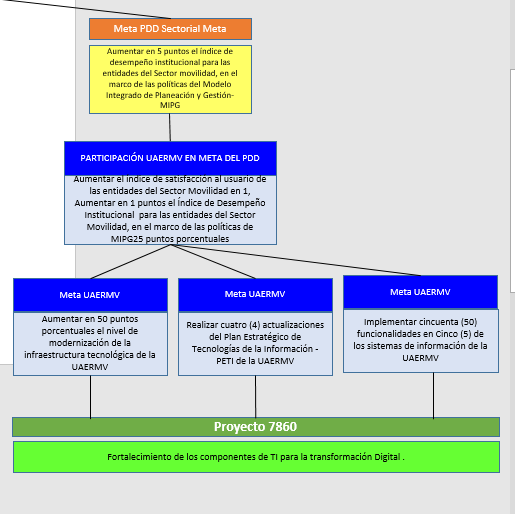 Meta PDD Sectorial Meta
Aumentar en 5 puntos el índice de
desempeño institucional para las
entidades del Sector movilidad, en el
marco de las políticas del Modelo
Integrado de Planeación y Gestión-
MIPG
PARTICIPACIÓN UAERMV EN META DEL PDD
Aumentar el índice de satisfacción al usuario de
las entidades del Sector Movilidad en 1,
Aumentar en 1 puntos el Índice de Desempeño
Institucional para las entidades del Sector
Movilidad, en el marco de las políticas de
MIPG25 puntos porcentuales
Meta UAERMV
Aumentar en 50 puntos
porcentuales el nivel de
modernización de la
infraestructura tecnológica de la
UAERMV
Meta UAERMV
Realizar cuatro (4) actualizaciones
del Plan Estratégico de
Tecnologías de la Información -
PETI de la UAERMV
Meta UAERMV
Implementar cincuenta (50)
funcionalidades en Cinco (5) de
los sistemas de información de la
UAERMV
Proyecto 7860
Fortalecimiento de los componentes de TI para la transformación Digital .